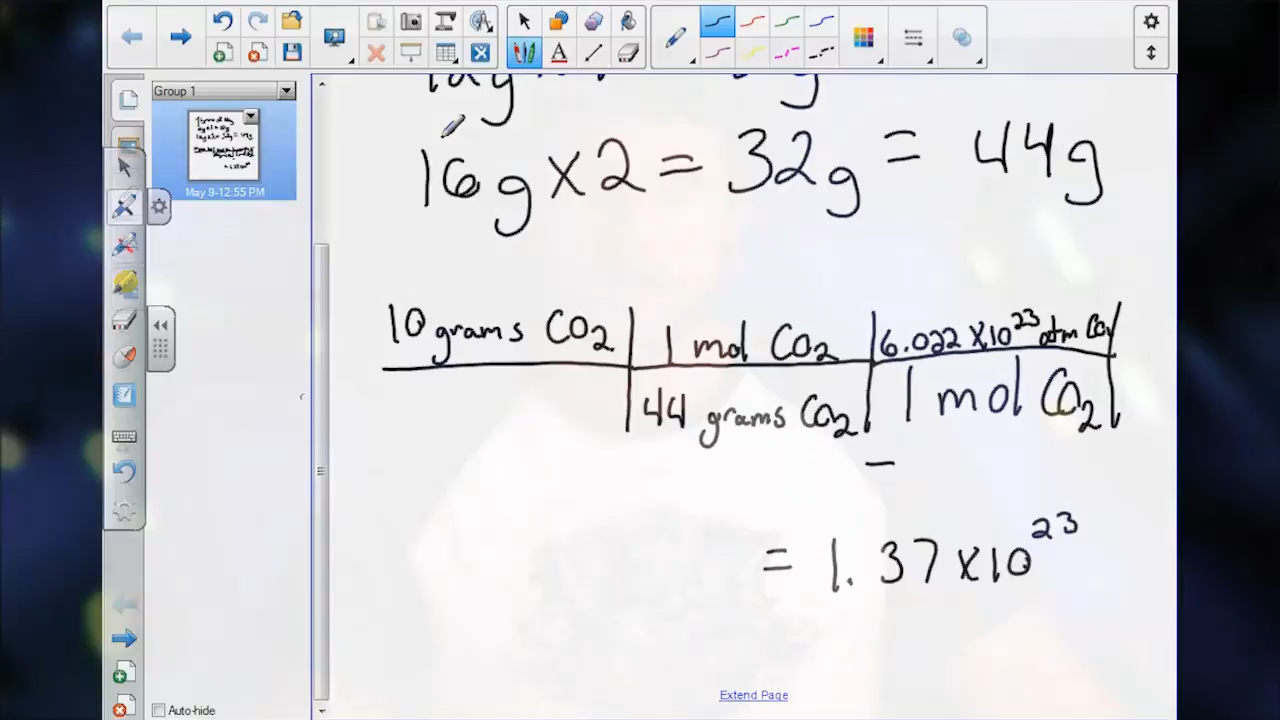 Group 1
May 9-12:55 PM
16g x 2 = 32g = 44g
10 grams CO2 | 1 mol CO2 | 6.022 x 10^23 atm CO2
44 grams CO2 | 1 mol CO2
= 1.37 x 10^23
Extend Page
Auto-hide